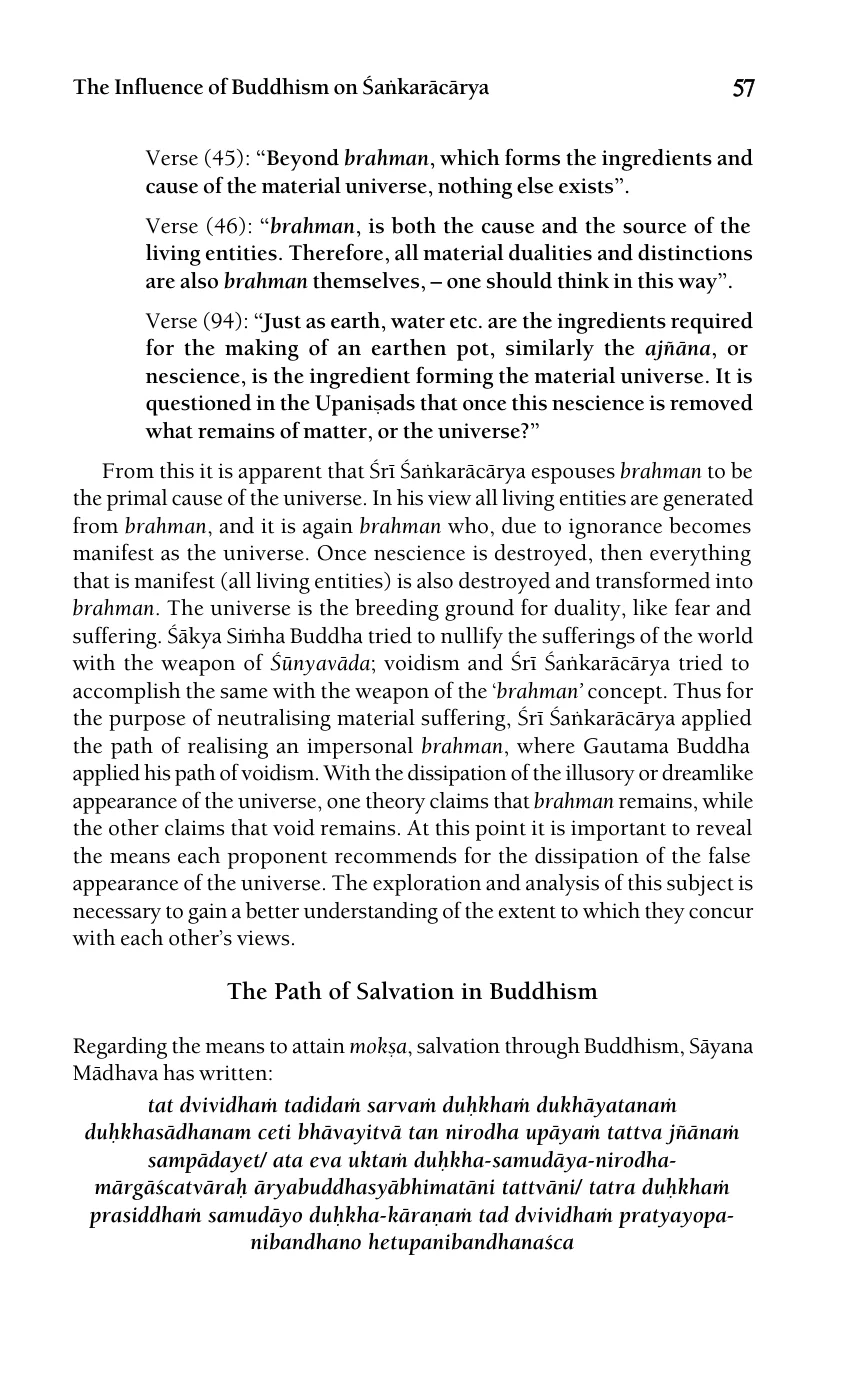 The Influence of Buddhism on Śaṅkarācārya 57
Verse (45): “Beyond brahman, which forms the ingredients and
cause of the material universe, nothing else exists”.
Verse (46): “brahman, is both the cause and the source of the
living entities. Therefore, all material dualities and distinctions
are also brahman themselves, – one should think in this way”.
Verse (94): “Just as earth, water etc. are the ingredients required
for the making of an earthen pot, similarly the ajñāna, or
nescience, is the ingredient forming the material universe. It is
questioned in the Upaniṣads that once this nescience is removed
what remains of matter, or the universe?”
From this it is apparent that Śrī Śaṅkarācārya espouses brahman to be
the primal cause of the universe. In his view all living entities are generated
from brahman, and it is again brahman who, due to ignorance becomes
manifest as the universe. Once nescience is destroyed, then everything
that is manifest (all living entities) is also destroyed and transformed into
brahman. The universe is the breeding ground for duality, like fear and
suffering. Śākya Siṁha Buddha tried to nullify the sufferings of the world
with the weapon of Śūnyavāda; voidism and Śrī Śaṅkarācārya tried to
accomplish the same with the weapon of the ‘brahman’ concept. Thus for
the purpose of neutralising material suffering, Śrī Śaṅkarācārya applied
the path of realising an impersonal brahman, where Gautama Buddha
applied his path of voidism. With the dissipation of the illusory or dreamlike
appearance of the universe, one theory claims that brahman remains, while
the other claims that void remains. At this point it is important to reveal
the means each proponent recommends for the dissipation of the false
appearance of the universe. The exploration and analysis of this subject is
necessary to gain a better understanding of the extent to which they concur
with each other’s views.
The Path of Salvation in Buddhism
Regarding the means to attain mokṣa, salvation through Buddhism, Sāyana
Mādhava has written:
tat dvividhaṁ tadidaṁ sarvaṁ duḥkhaṁ dukhāyatanaṁ
duḥkhasādhanam ceti bhāvayitvā tan nirodha upāyaṁ tattva jñānaṁ
sampādayet/ ata eva uktaṁ duḥkha-samudāya-nirodha-
mārgāścatvāraḥ āryabuddhasyābhimatāni tattvāni/ tatra duḥkhaṁ
prasiddhaṁ samudāyo duḥkha-kāraṇaṁ tad dvividhaṁ pratyayopa-
nibandhano hetupanibandhanaśca